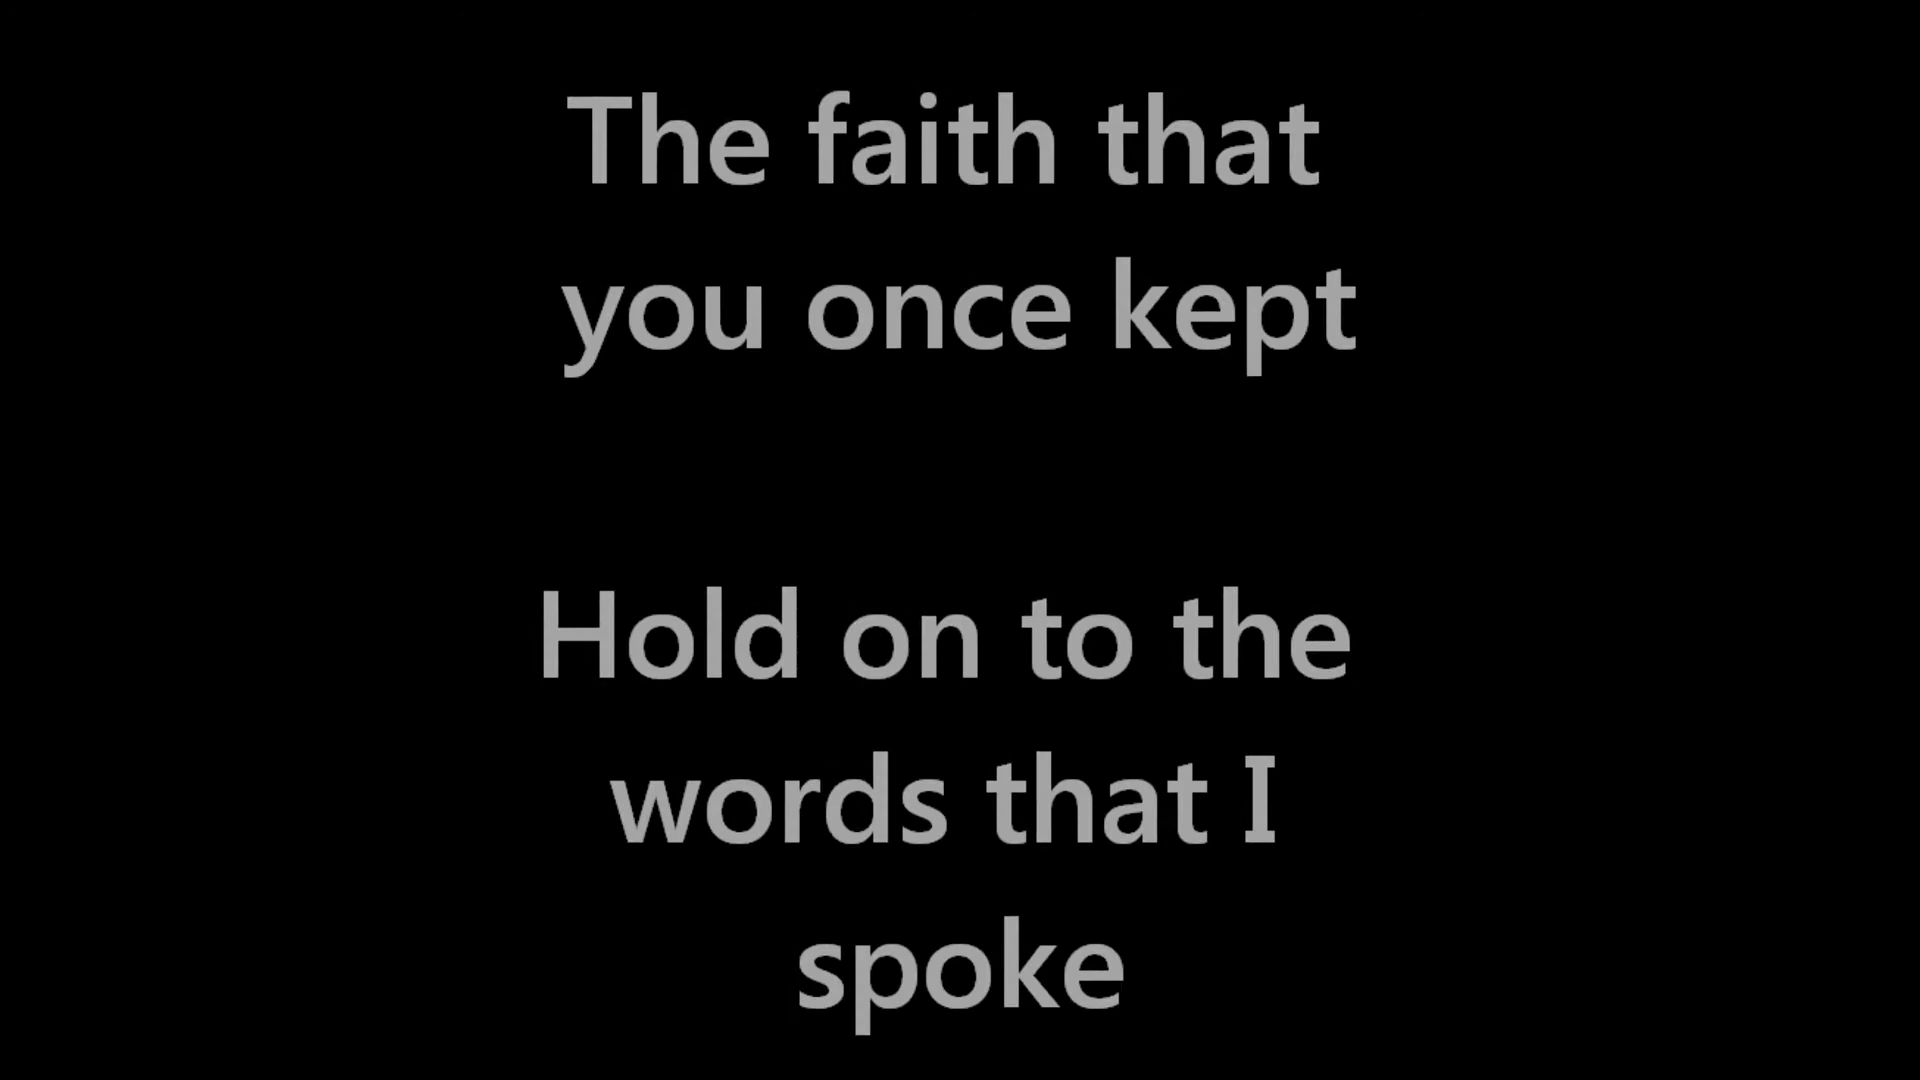 The faith that
you once kept
Hold on to the
words that I
spoke